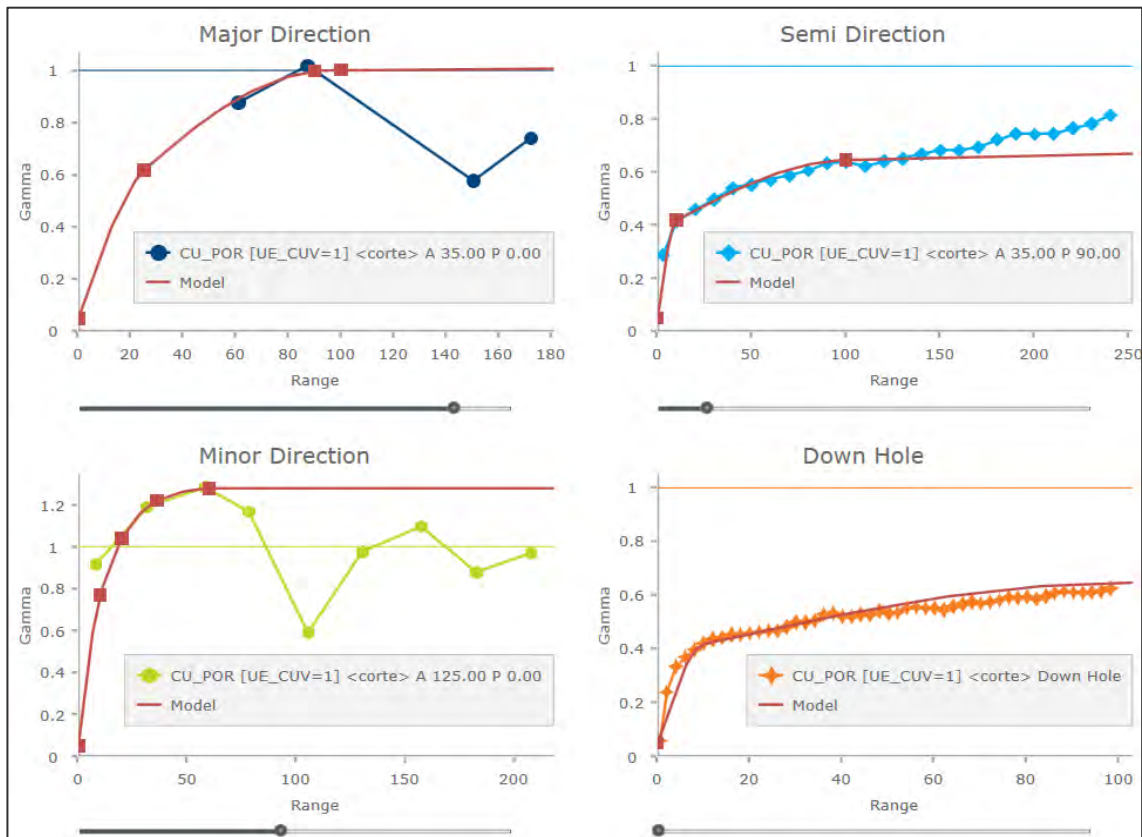 Major Direction
Gamma
1
0.8
0.6
0.4
0.2
0
CU_POR [UE_CUV=1] <corte> A 35.00 P 0.00
Model
0 20 40 60 80 100 120 140 160 180
Range
Semi Direction
Gamma
1
0.8
0.6
0.4
0.2
0
CU_POR [UE_CUV=1] <corte> A 35.00 P 90.00
Model
0 50 100 150 200 250
Range
Minor Direction
Gamma
1.2
1
0.8
0.6
0.4
0.2
0
CU_POR [UE_CUV=1] <corte> A 125.00 P 0.00
Model
0 50 100 150 200
Range
Down Hole
Gamma
1
0.8
0.6
0.4
0.2
0
CU_POR [UE_CUV=1] <corte> Down Hole
Model
0 20 40 60 80 100
Range